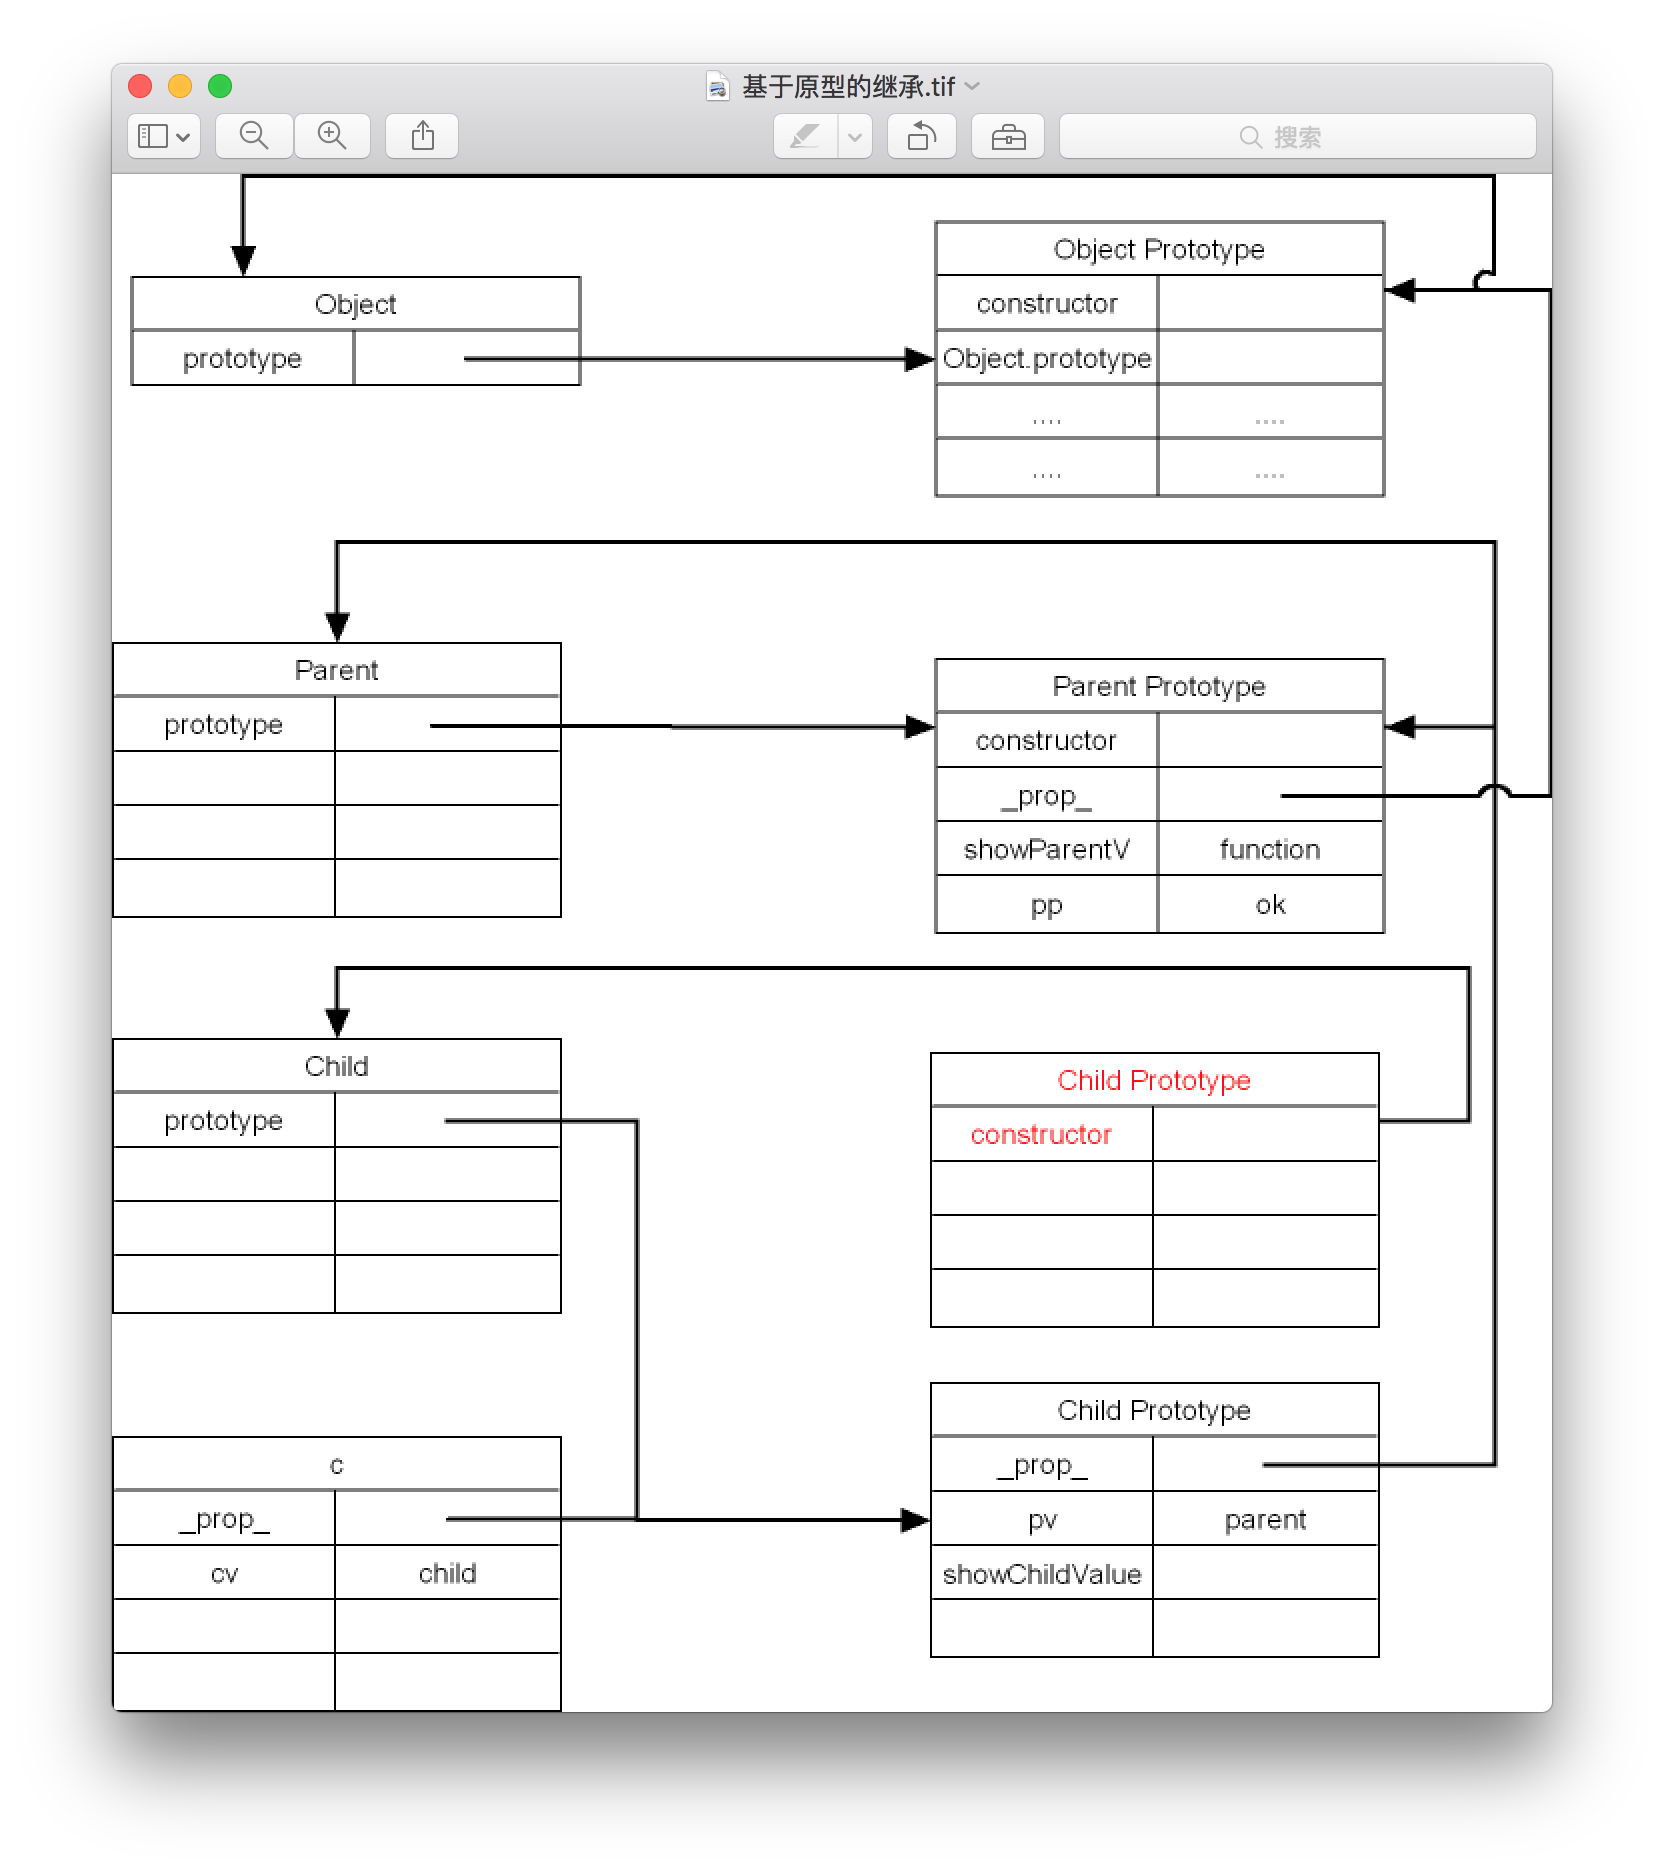 基于原型的继承.tif
搜索
Object
prototype
Object Prototype
constructor
Object.prototype
.... ....
.... ....
Parent
prototype
Parent Prototype
constructor
_prop_
showParentV function
pp ok
Child
prototype
Child Prototype
constructor
c
_prop_
cv child
Child Prototype
_prop_
pv parent
showChildValue